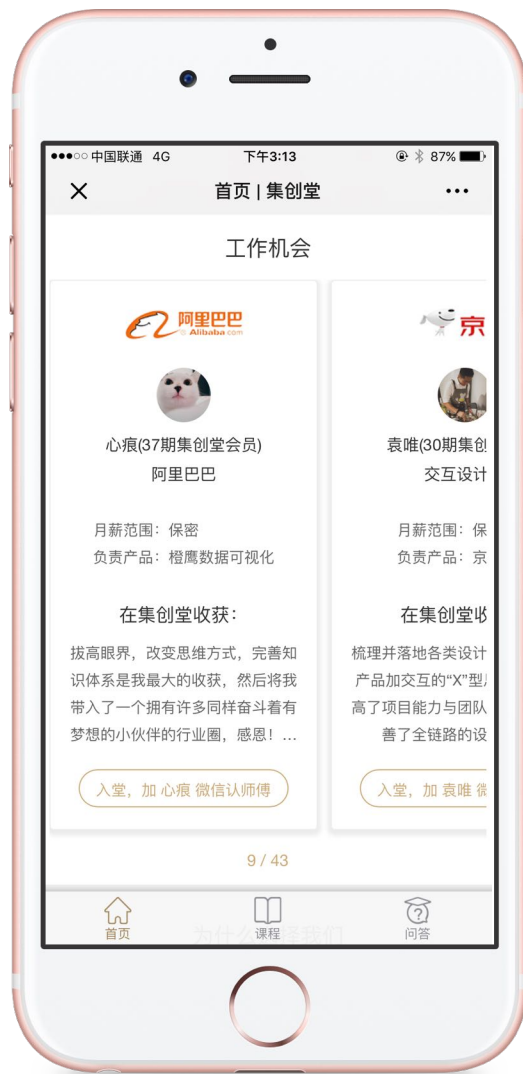 中国联通 4G
下午3:13
87%
首页 | 集创堂
工作机会
阿里巴巴
Alibaba.com
心痕(37期集创堂会员)
阿里巴巴
月薪范围：保密
负责产品：橙鹰数据可视化
在集创堂收获：
拔高眼界，改变思维方式，完善知
识体系是我最大的收获，然后将我
带入了一个拥有许多同样奋斗着有
梦想的小伙伴的行业圈，感恩！...
入堂，加 心痕 微信认师傅
京
袁唯(30期集创
交互设计
月薪范围：保
负责产品：京
在集创堂收
梳理并落地各类设计
产品加交互的“X”型
高了项目能力与团队
善了全链路的设
入堂，加 袁唯 微
9 / 43
为什么选择我们
首页
课程
问答